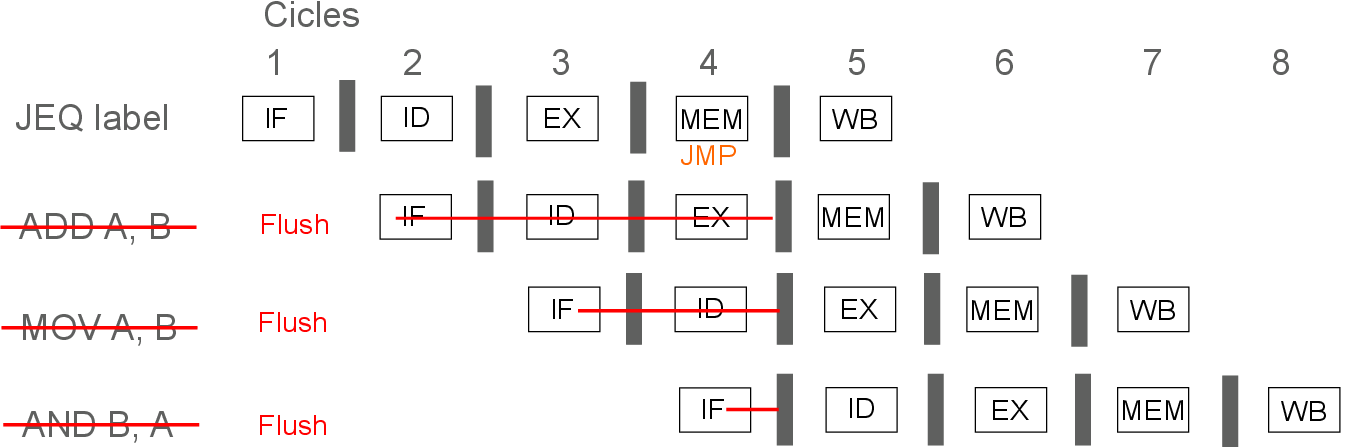 Cicles
1 2 3 4 5 6 7 8
JEQ label IF ID EX MEM WB
JMP
ADD A, B Flush IF ID EX MEM WB
MOV A, B Flush IF ID EX MEM WB
AND B, A Flush IF ID EX MEM WB